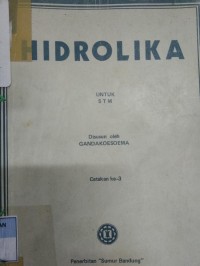 HIDROLIKA
UNTUK
STM
Disusun oleh
GANDAKOESOEMA
Cetakan ke-3
Penerbitan "Sumur Bandung"